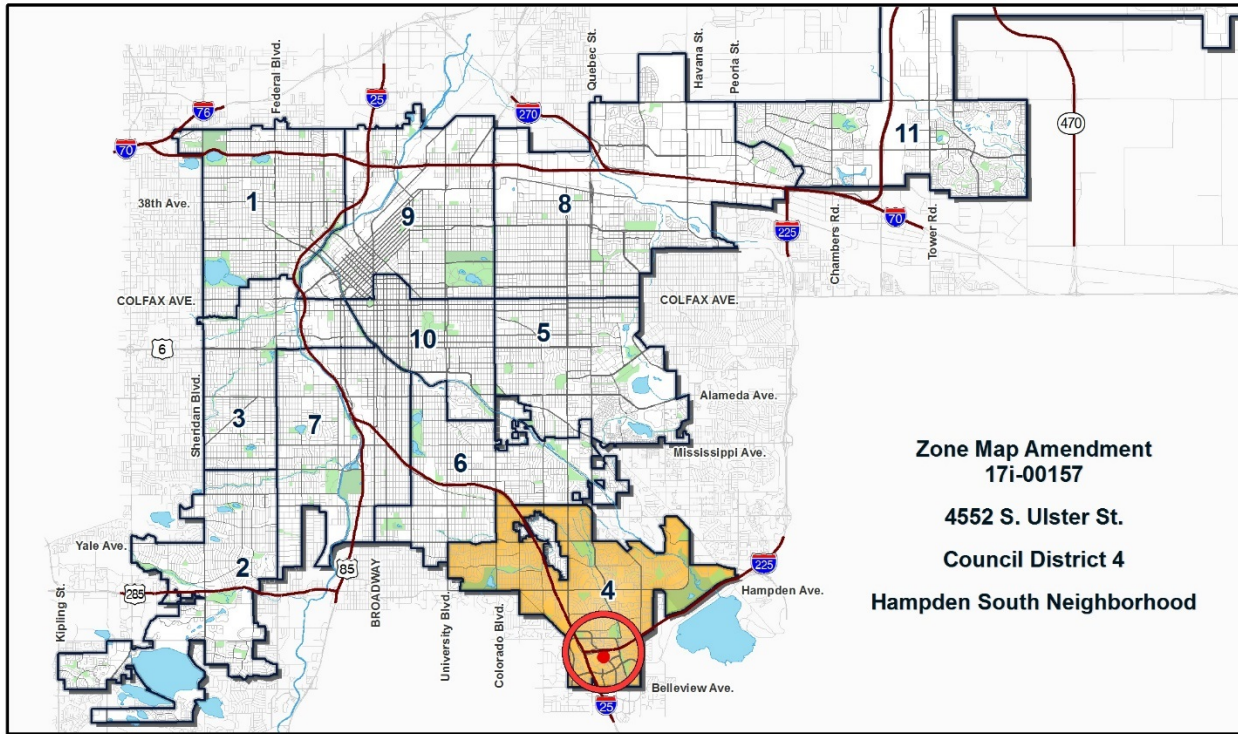 Federal Blvd.
25
76
70
270
Quebec St.
Havana St.
Peoria St.
470
11
38th Ave.
1
9
8
225
Chambers Rd.
70
Tower Rd.
COLFAX AVE.
COLFAX AVE.
6
10
5
Sheridan Blvd.
3
7
Alameda Ave.
Mississippi Ave.
6
Yale Ave.
2
85
285
Kipling St.
BROADWAY
University Blvd.
Colorado Blvd.
4
225
Hampden Ave.
Belleview Ave.
25
Zone Map Amendment
17i-00157
4552 S. Ulster St.
Council District 4
Hampden South Neighborhood